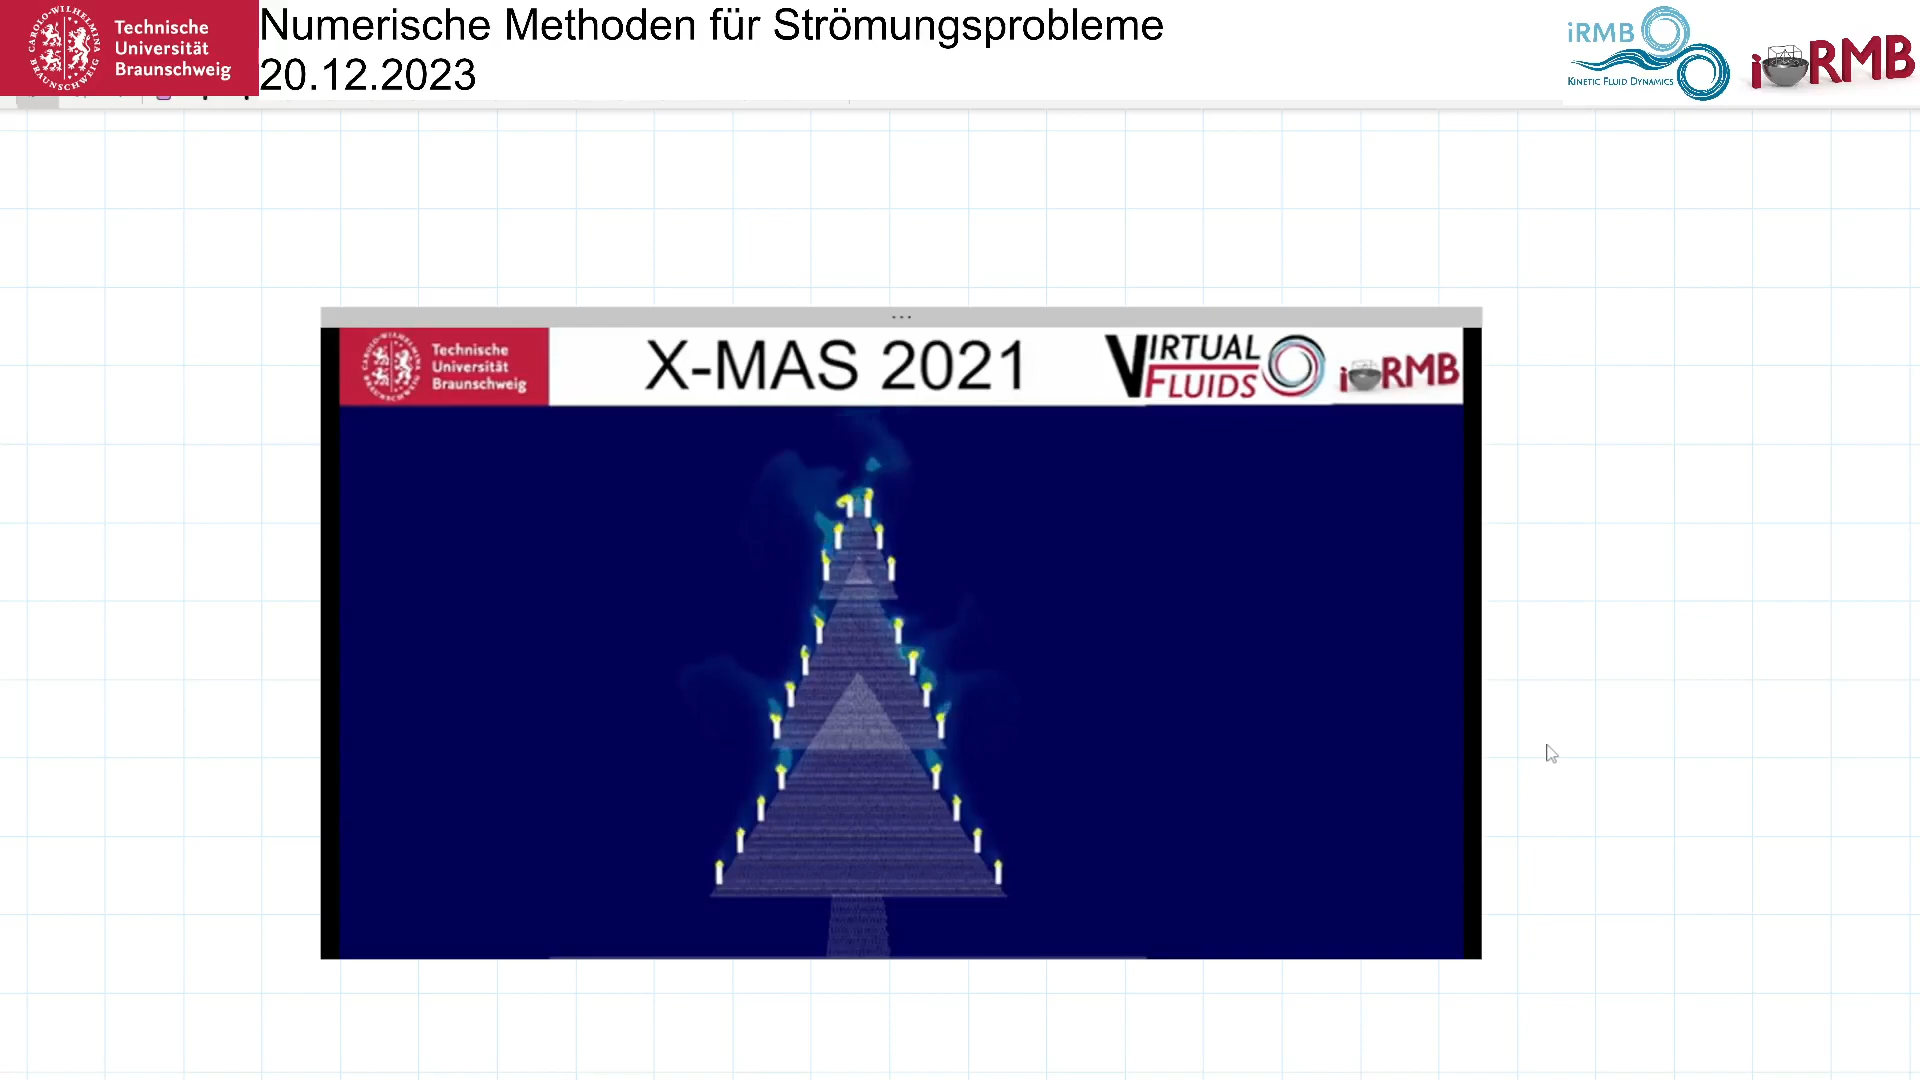 Technische
Universität
Braunschweig
Numerische Methoden für Strömungsprobleme
20.12.2023
iRMB
KINETIC FLUID DYNAMICS
iRMB
Technische
Universität
Braunschweig
X-MAS 2021
VIRTUAL
FLUIDS
iRMB